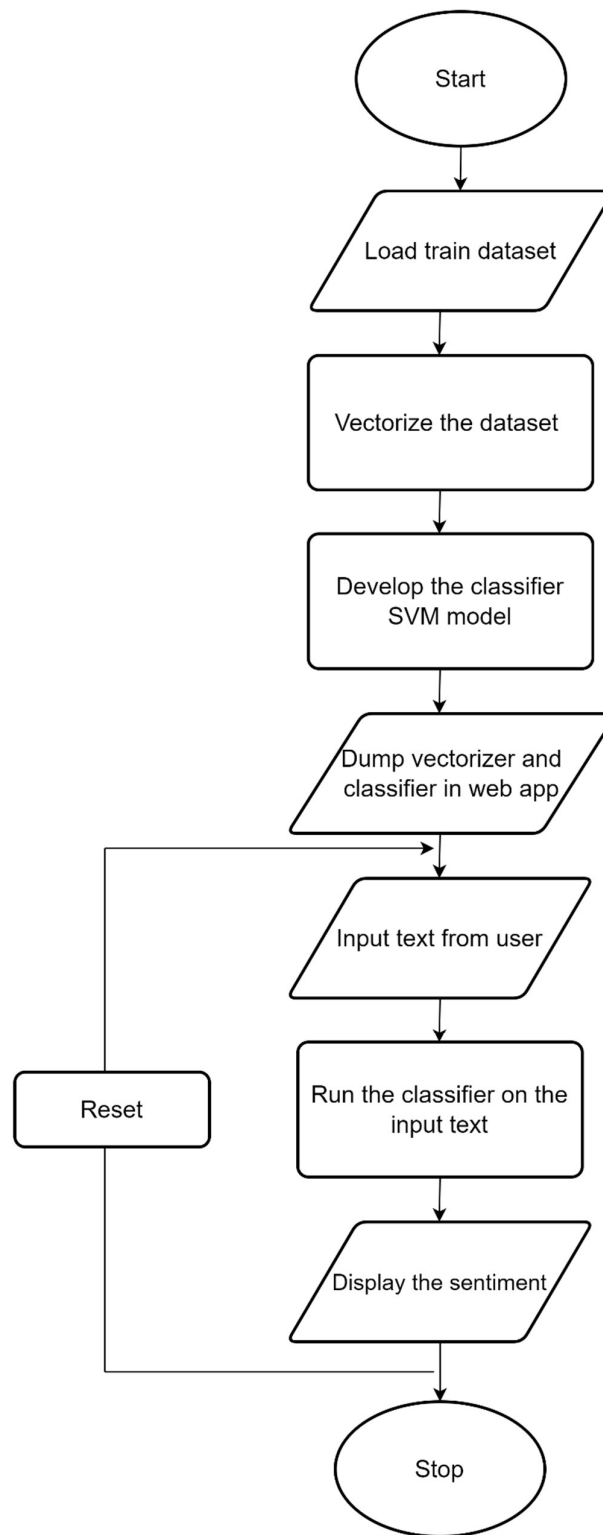 Start
Load train dataset
Vectorize the dataset
Develop the classifier
SVM model
Dump vectorizer and
classifier in web app
Input text from user
Reset
Run the classifier on the
input text
Display the sentiment
Stop